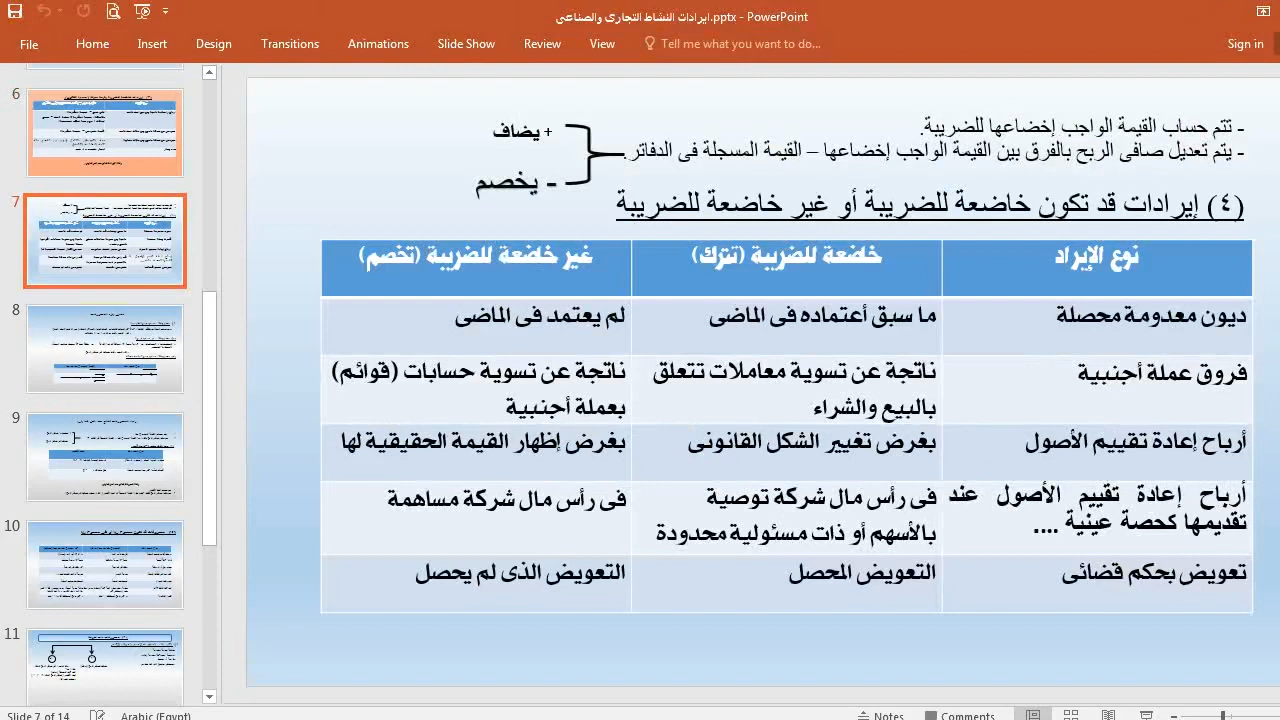 ايرادات النشاط التجارى والصناعى.pptx - PowerPoint
File Home Insert Design Transitions Animations Slide Show Review View Tell me what you want to do... Sign in
6
7
8
9
10
11
- تتم حساب القيمة الواجب إخضاعها للضريبة.
- يتم تعديل صافى الربح بالفرق بين القيمة الواجب إخضاعها – القيمة المسجلة فى الدفاتر.
+ يضاف
- يخصم
(٤) إيرادات قد تكون خاضعة للضريبة أو غير خاضعة للضريبة
نوع الإيراد خاضعة للضريبة (تترك) غير خاضعة للضريبة (تخصم)
ديون معدومة محصلة ما سبق أعتماده فى الماضى لم يعتمد فى الماضى
فروق عملة أجنبية
ناتجة عن تسوية معاملات تتعلق
بالبيع والشراء
ناتجة عن تسوية حسابات (قوائم)
بعملة أجنبية
أرباح إعادة تقييم الأصول بغرض تغيير الشكل القانونى بغرض إظهار القيمة الحقيقية لها
أرباح إعادة تقييم الأصول عند
تقديمها كحصة عينية ....
فى رأس مال شركة توصية
بالأسهم أو ذات مسئولية محدودة
فى رأس مال شركة مساهمة
تعويض بحكم قضائى التعويض المحصل التعويض الذى لم يحصل
Slide 7 of 14 Arabic (Egypt) Notes Comments